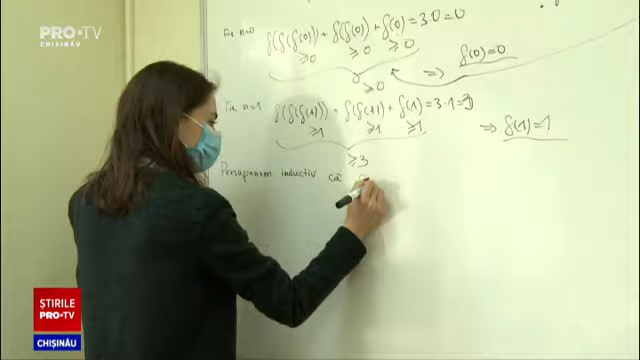 PRO TV
CHIȘINĂU
Fie n=0 f(f(f(0))) + f(f(0)) + f(0) = 3·0 = 0
≥0 ≥0 ≥0
≥0 ⇒ f(0)=0
Fie n=1 f(f(f(1))) + f(f(1)) + f(1) = 3·1 = 3
≥1 ≥1 ≥1 ⇒ f(1)=1
≥3
Presupunem inductiv că
ȘTIRILE
PRO TV
CHIȘINĂU